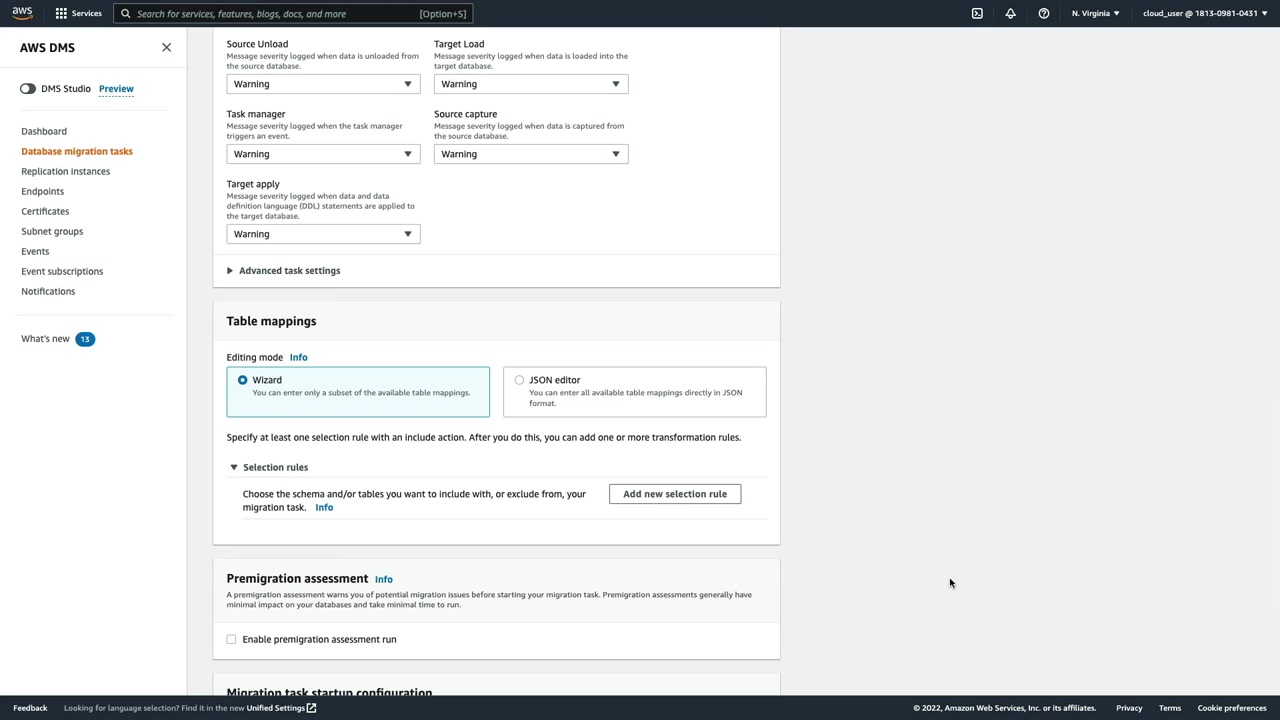 aws
Services
Search for services, features, blogs, docs, and more
[Option+S]
N. Virginia
cloud_user @ 1813-0981-0431
AWS DMS
DMS Studio Preview
Dashboard
Database migration tasks
Replication instances
Endpoints
Certificates
Subnet groups
Events
Event subscriptions
Notifications
What's new 13
Source Unload
Message severity logged when data is unloaded from
the source database.
Warning
Target Load
Message severity logged when data is loaded into the
target database.
Warning
Task manager
Message severity logged when the task manager
triggers an event.
Warning
Source capture
Message severity logged when data is captured from
the source database.
Warning
Target apply
Message severity logged when data and data
definition language (DDL) statements are applied to
the target database.
Warning
Advanced task settings
Table mappings
Editing mode Info
Wizard
You can enter only a subset of the available table mappings.
JSON editor
You can enter all available table mappings directly in JSON
format.
Specify at least one selection rule with an include action. After you do this, you can add one or more transformation rules.
Selection rules
Choose the schema and/or tables you want to include with, or exclude from, your
migration task. Info
Add new selection rule
Premigration assessment Info
A premigration assessment warns you of potential migration issues before starting your migration task. Premigration assessments generally have
minimal impact on your databases and take minimal time to run.
Enable premigration assessment run
Migration task startup configuration
Feedback
Looking for language selection? Find it in the new Unified Settings
© 2022, Amazon Web Services, Inc. or its affiliates.
Privacy
Terms
Cookie preferences